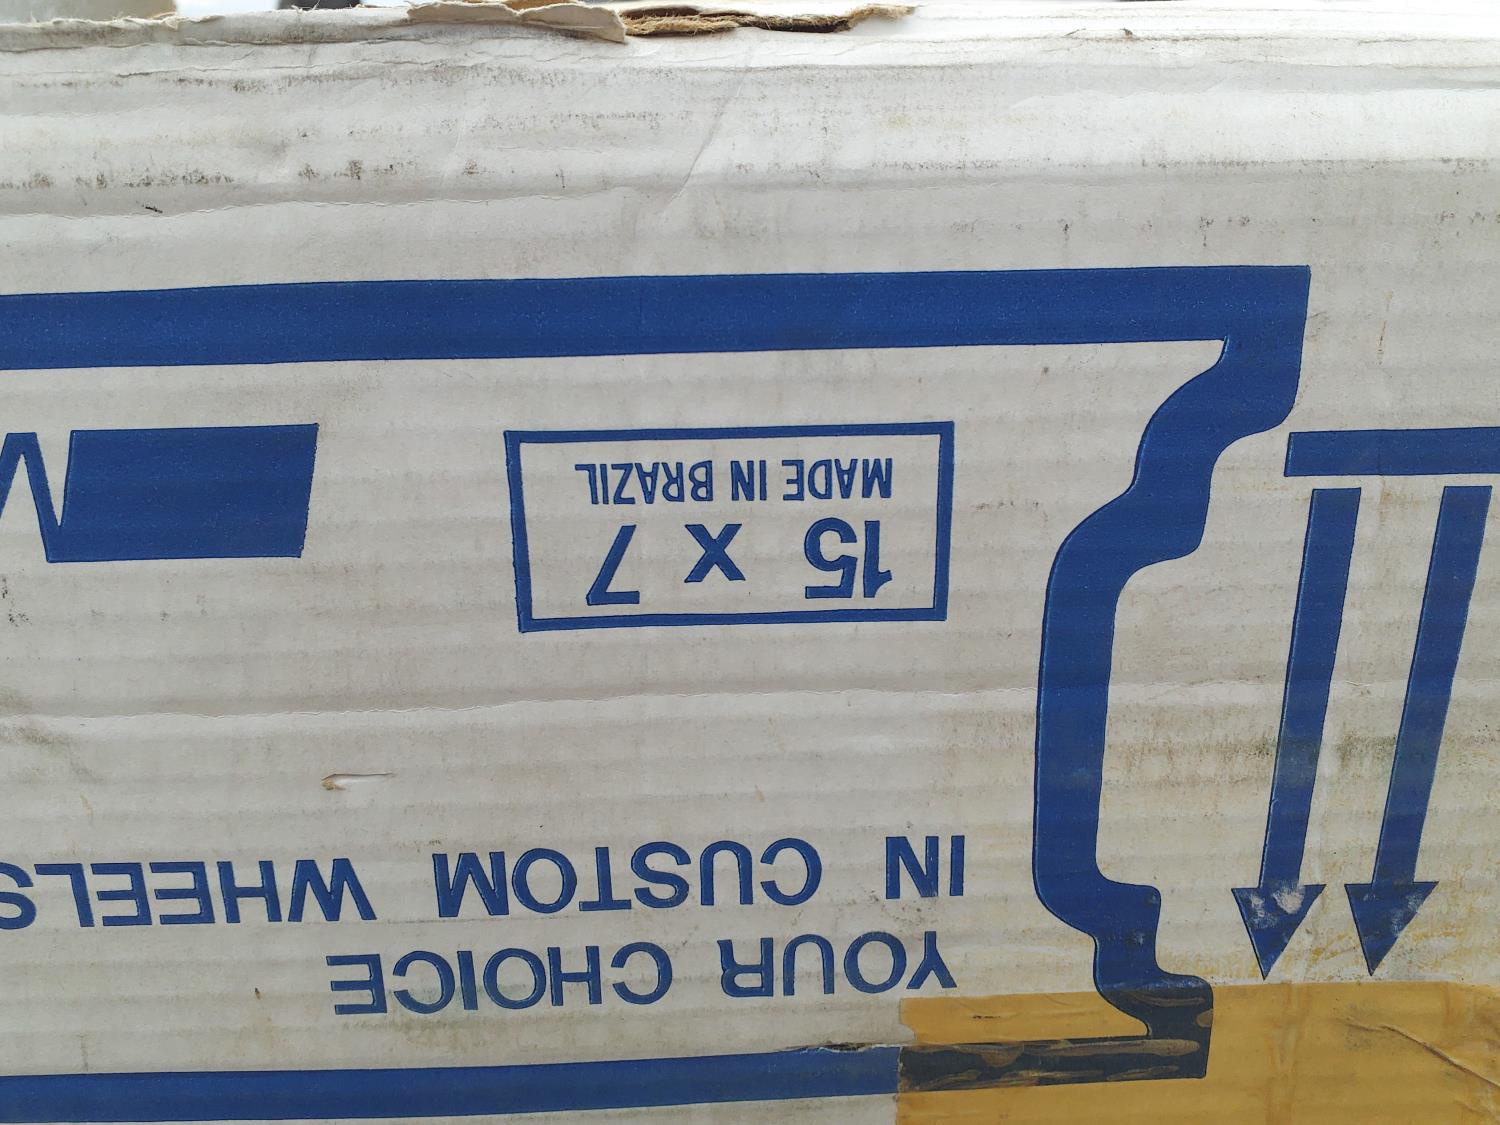 YOUR CHOICE
IN CUSTOM WHEELS
15 x 7
MADE IN BRAZIL